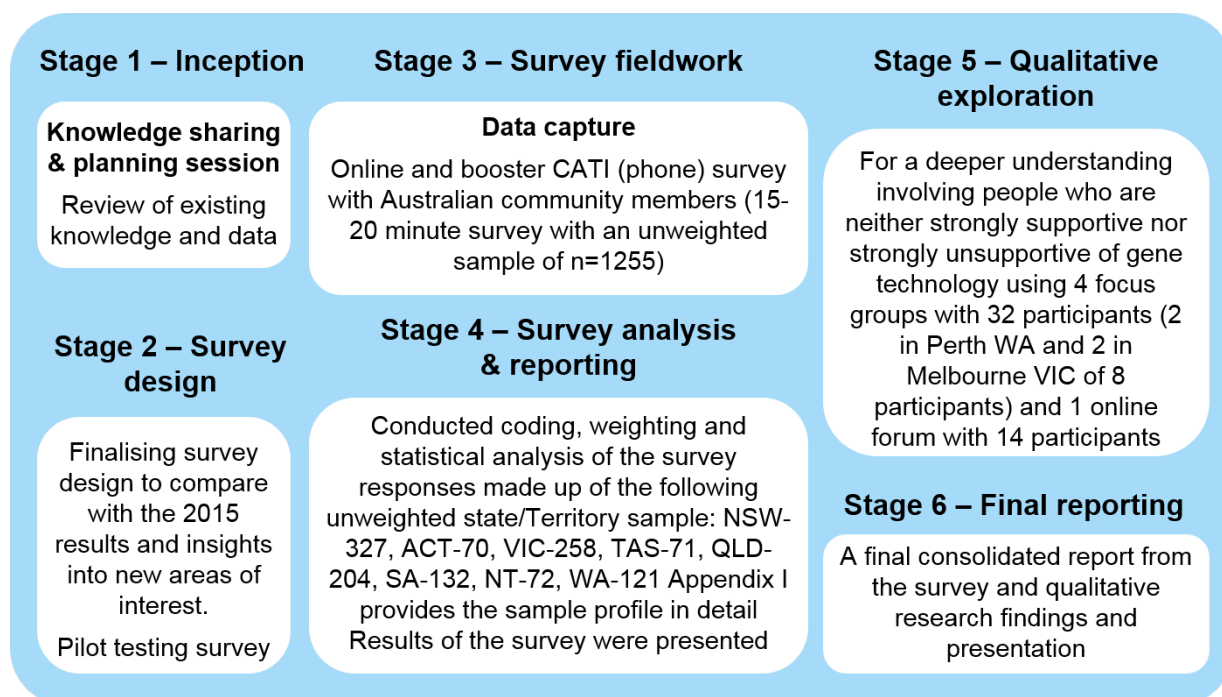 Stage 1 – Inception
Knowledge sharing
& planning session
Review of existing
knowledge and data
Stage 2 – Survey
design
Finalising survey
design to compare
with the 2015
results and insights
into new areas of
interest.
Pilot testing survey
Stage 3 – Survey fieldwork
Data capture
Online and booster CATI (phone) survey
with Australian community members (15-
20 minute survey with an unweighted
sample of n=1255)
Stage 4 – Survey analysis
& reporting
Conducted coding, weighting and
statistical analysis of the survey
responses made up of the following
unweighted state/Territory sample: NSW-
327, ACT-70, VIC-258, TAS-71, QLD-
204, SA-132, NT-72, WA-121 Appendix I
provides the sample profile in detail
Results of the survey were presented
Stage 5 – Qualitative
exploration
For a deeper understanding
involving people who are
neither strongly supportive nor
strongly unsupportive of gene
technology using 4 focus
groups with 32 participants (2
in Perth WA and 2 in
Melbourne VIC of 8
participants) and 1 online
forum with 14 participants
Stage 6 – Final reporting
A final consolidated report from
the survey and qualitative
research findings and
presentation